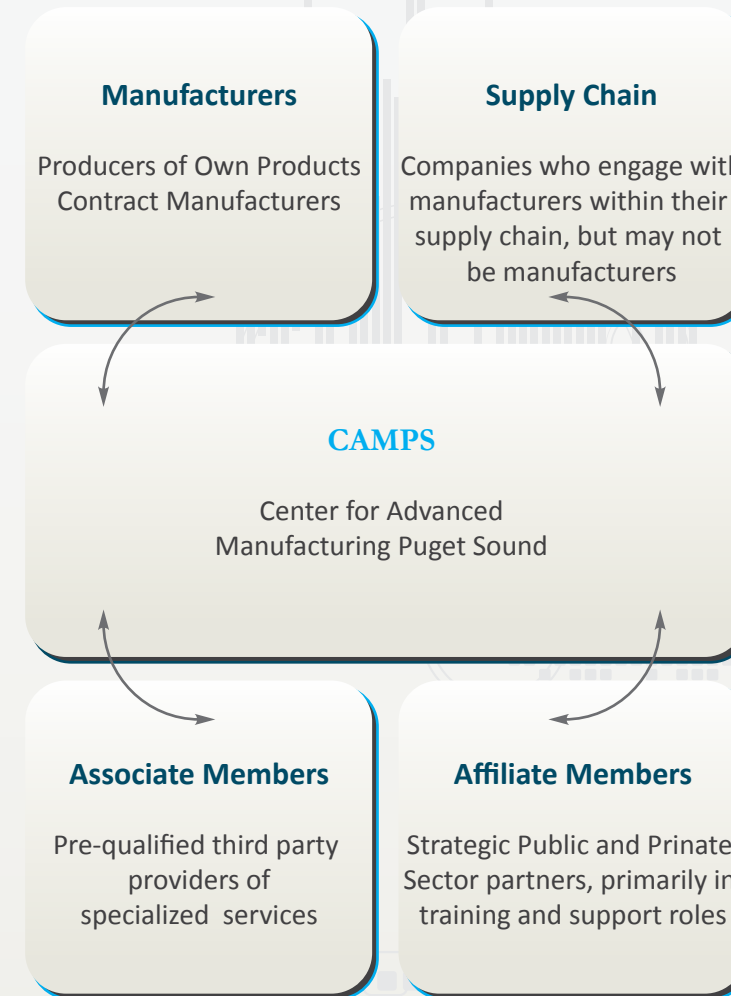 Manufacturers
Producers of Own Products
Contract Manufacturers
Supply Chain
Companies who engage with
manufacturers within their
supply chain, but may not
be manufacturers
CAMPS
Center for Advanced
Manufacturing Puget Sound
Associate Members
Pre-qualified third party
providers of
specialized services
Affiliate Members
Strategic Public and Prinate
Sector partners, primarily in
training and support roles